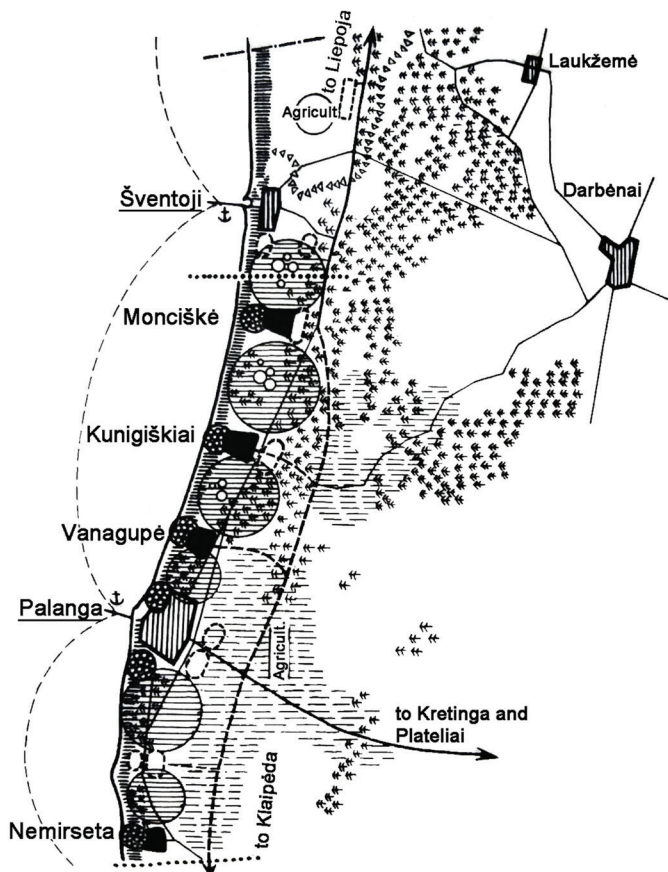 to Liepoja
Laukžemė
Agricult.
Darbėnai
Šventoji
Monciškė
Kunigiškiai
Vanagupė
Palanga
Agricult.
to Kretinga and
Plateliai
to Klaipėda
Nemirseta